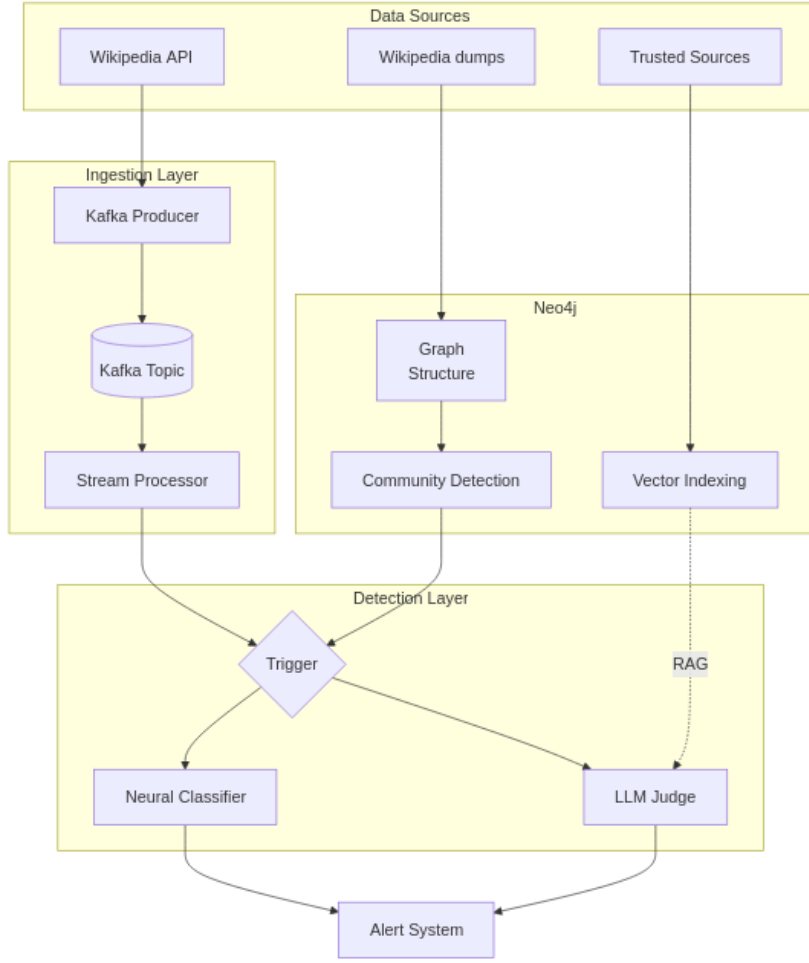 Data Sources
Wikipedia API
Wikipedia dumps
Trusted Sources
Ingestion Layer
Kafka Producer
Neo4j
Graph
Structure
Kafka Topic
Stream Processor
Community Detection
Vector Indexing
Detection Layer
Trigger
RAG
Neural Classifier
LLM Judge
Alert System